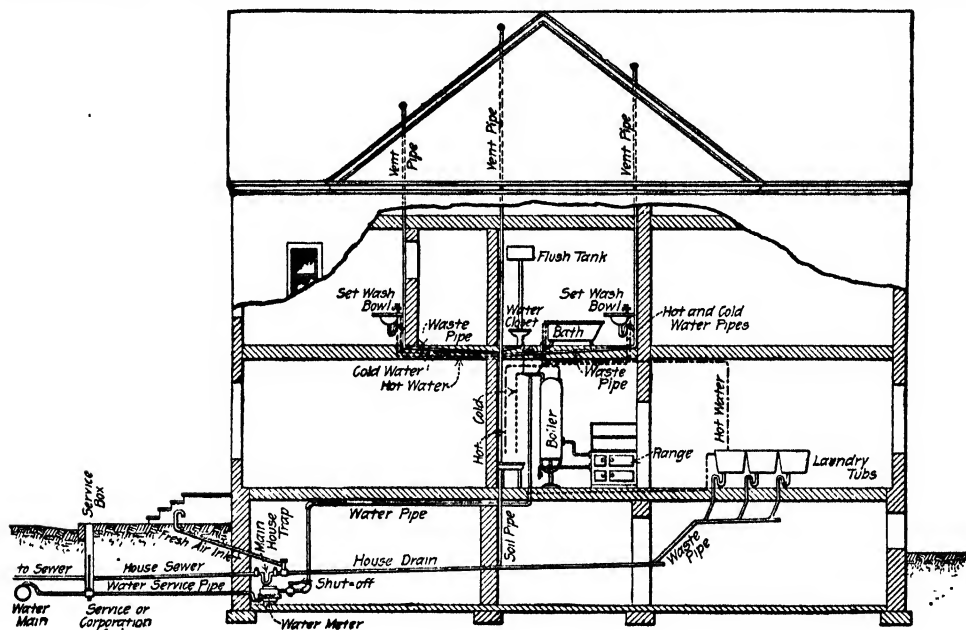 Vent Pipe
Vent Pipe
Vent Pipe
Flush Tank
Set Wash
Bowl
Water
Closet
Set Wash
Bowl
Bath
Hot and Cold
Water Pipes
Waste
Pipe
Cold Water
Hot Water
Waste
Pipe
Cold
Hot
Boiler
Range
Hot Water
Laundry
Tubs
Service
Box
Main
House
Trap
Fresh Air Inlet
Water Pipe
Soil Pipe
Waste
Pipe
to Sewer
House Sewer
House Drain
Water Service Pipe
Shut=off
Water
Main
Service or
Corporation
Water Meter